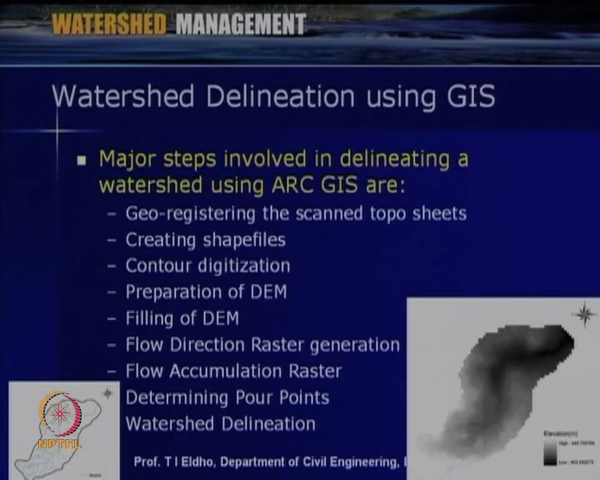 WATERSHED MANAGEMENT
Watershed Delineation using GIS
Major steps involved in delineating a
watershed using ARC GIS are:
– Geo-registering the scanned topo sheets
– Creating shapefiles
– Contour digitization
– Preparation of DEM
– Filling of DEM
– Flow Direction Raster generation
– Flow Accumulation Raster
Determining Pour Points
Watershed Delineation
NPTEL
Prof. T I Eldho, Department of Civil Engineering, I